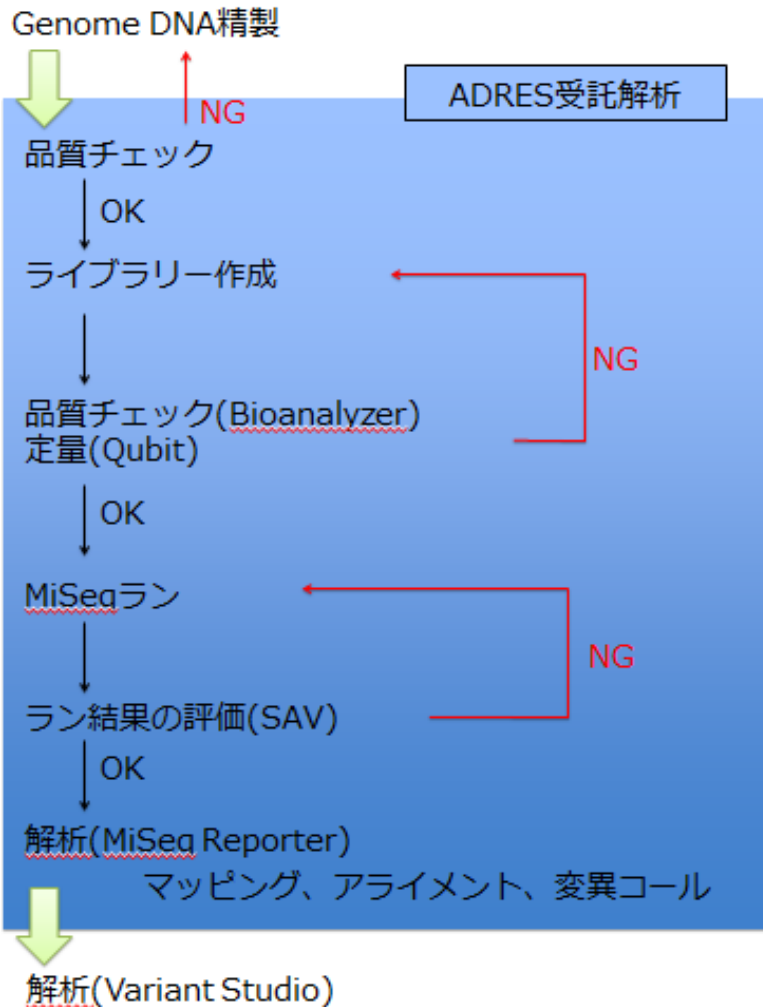 Genome DNA精製
NG
ADRES受託解析
品質チェック
OK
ライブラリー作成
NG
品質チェック(Bioanalyzer)
定量(Qubit)
OK
MiSeqラン
NG
ラン結果の評価(SAV)
OK
解析(MiSeq Reporter)
マッピング、アライメント、変異コール
解析(Variant Studio)